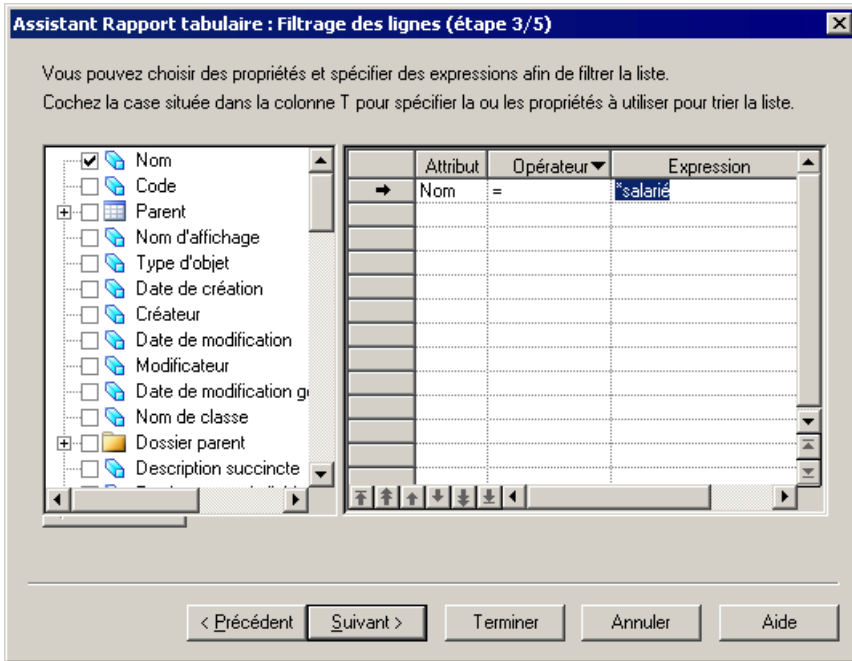 Assistant Rapport tabulaire : Filtrage des lignes (étape 3/5)
Vous pouvez choisir des propriétés et spécifier des expressions afin de filtrer la liste.
Cochez la case située dans la colonne T pour spécifier la ou les propriétés à utiliser pour trier la liste.
Nom
Code
Parent
Nom d'affichage
Type d'objet
Date de création
Créateur
Date de modification
Modificateur
Date de modification g
Nom de classe
Dossier parent
Description succincte
Attribut Opérateur Expression
Nom = *salarié
< Précédent Suivant > Terminer Annuler Aide